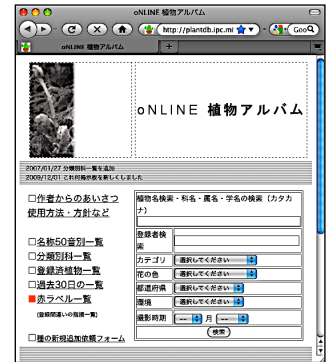 oNLINE 植物アルバム
http://plantdb.ipc.mi
Goo
oNLINE 植物アルバム
oNLINE 植物アルバム
2007/01/27 分類別科一覧を追加
2009/12/01 これ何掲示板を新しくしました
□作者からのあいさつ
使用方法・方針など
□名称50音別一覧
□分類別科一覧
□登録済植物一覧
□過去30日の一覧
■赤ラベル一覧
(登録間違いの指摘一覧)
□種の新規追加依頼フォーム
植物名検索・科名・属名・学名の検索（カタカ
ナ）
登録者検
索
カテゴリ 選択してください
花の色 選択してください
都道府県 選択してください
環境 選択してください
撮影時期 -- 月 --
検索